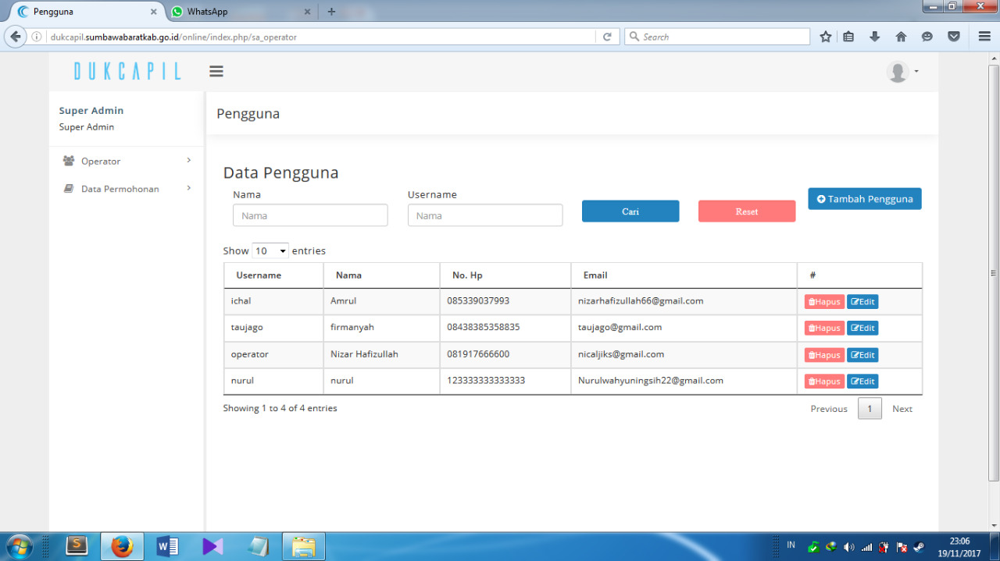 Pengguna
WhatsApp
dukcapil.sumbawabaratkab.go.id/online/index.php/sa_operator
Search
DUKCAPIL
Super Admin
Super Admin
Pengguna
Operator
Data Permohonan
Data Pengguna
Nama Username
Nama Nama Cari Reset Tambah Pengguna
Show 10 entries
Username Nama No. Hp Email #
ichal Amrul 085339037993 nizarhafizullah66@gmail.com Hapus Edit
taujago firmanyah 08438385358835 taujago@gmail.com Hapus Edit
operator Nizar Hafizullah 081917666600 nicaljiks@gmail.com Hapus Edit
nurul nurul 123333333333333 Nurulwahyuningsih22@gmail.com Hapus Edit
Showing 1 to 4 of 4 entries Previous 1 Next
IN 23:06
19/11/2017